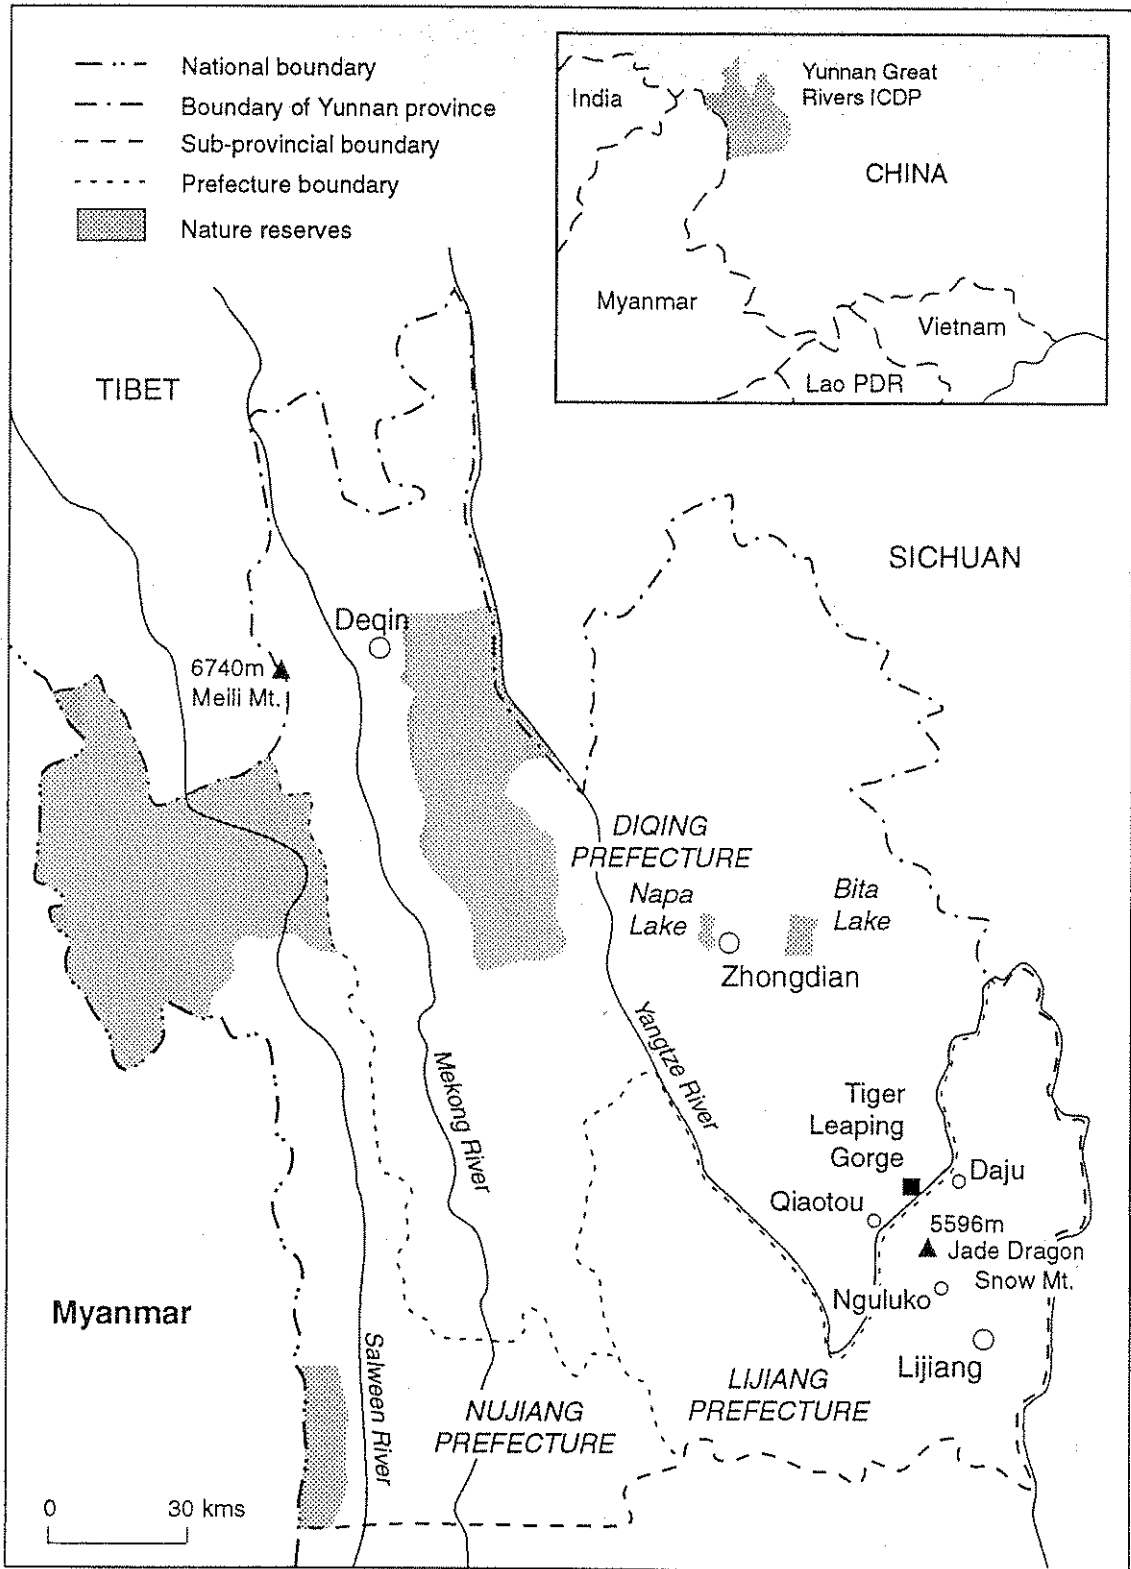 National boundary
Boundary of Yunnan province
Sub-provincial boundary
Prefecture boundary
Nature reserves
India
Yunnan Great
Rivers ICDP
CHINA
Myanmar
Vietnam
Lao PDR
TIBET
SICHUAN
Deqin
6740m
Meili Mt.
DIQING
PREFECTURE
Napa
Lake
Bita
Lake
Zhongdian
Yangtze River
Mekong River
Tiger
Leaping
Gorge
Daju
Qiaotou
5596m
Jade Dragon
Snow Mt.
Nguluko
Myanmar
Lijiang
Salween River
LIJIANG
PREFECTURE
NUJIANG
PREFECTURE
0 30 kms